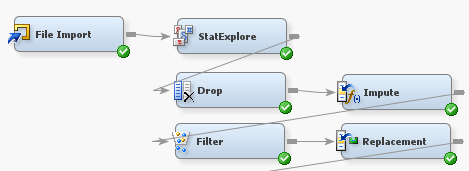 File Import
StatExplore
Drop
Impute
Filter
Replacement